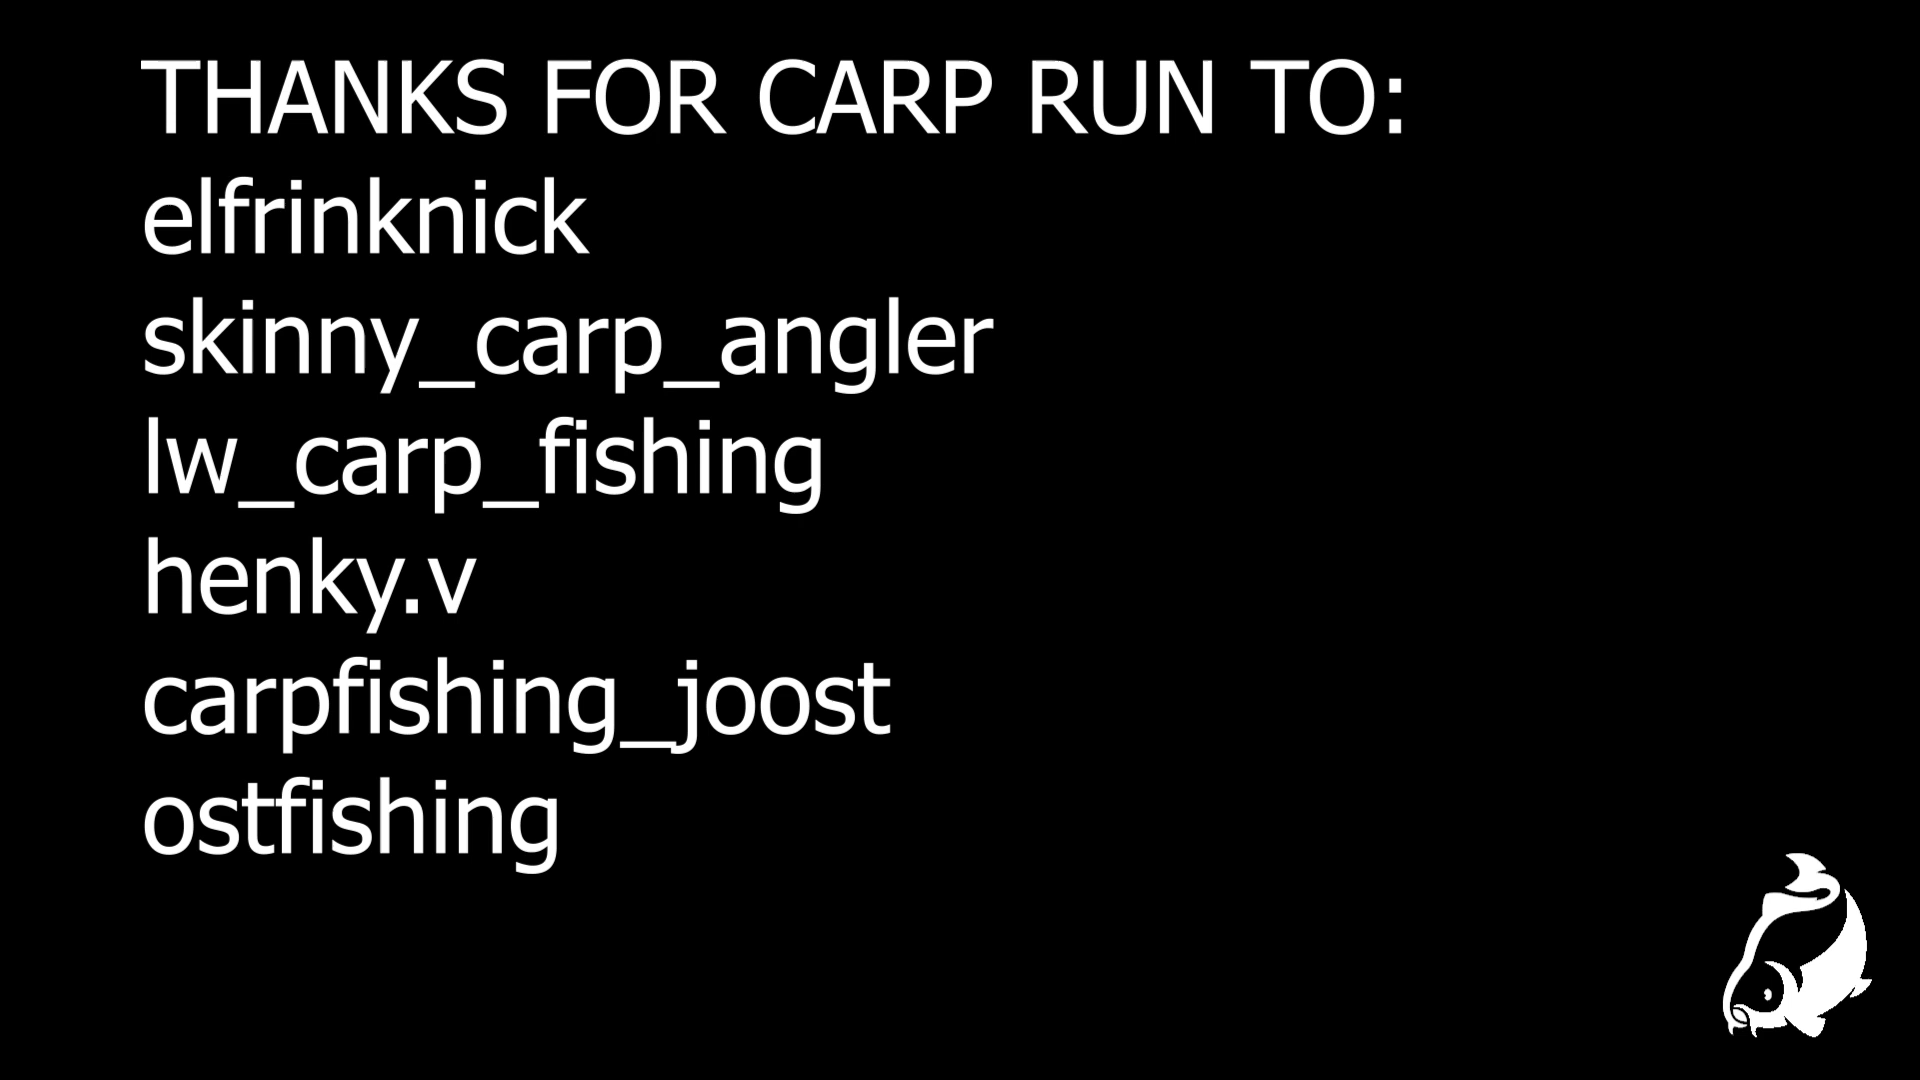 THANKS FOR CARP RUN TO:
elfrinknick
skinny_carp_angler
lw_carp_fishing
henky.v
carpfishing_joost
ostfishing